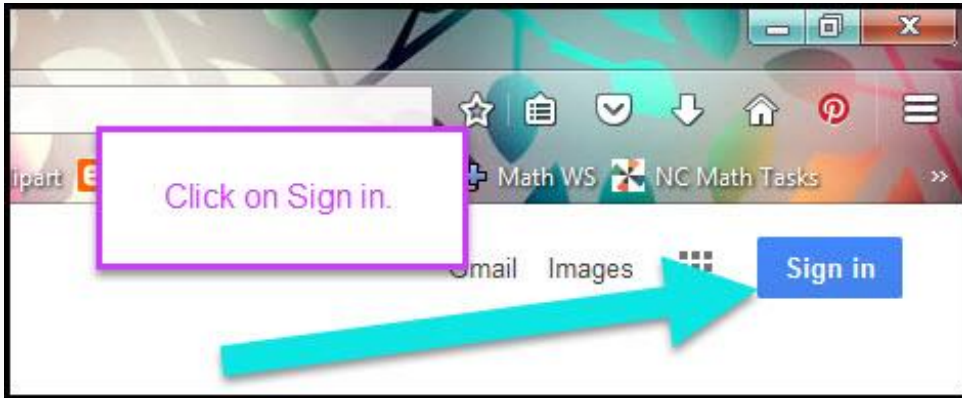 ipart
Math WS
NC Math Tasks
Click on Sign in.
Gmail
Images
Sign in